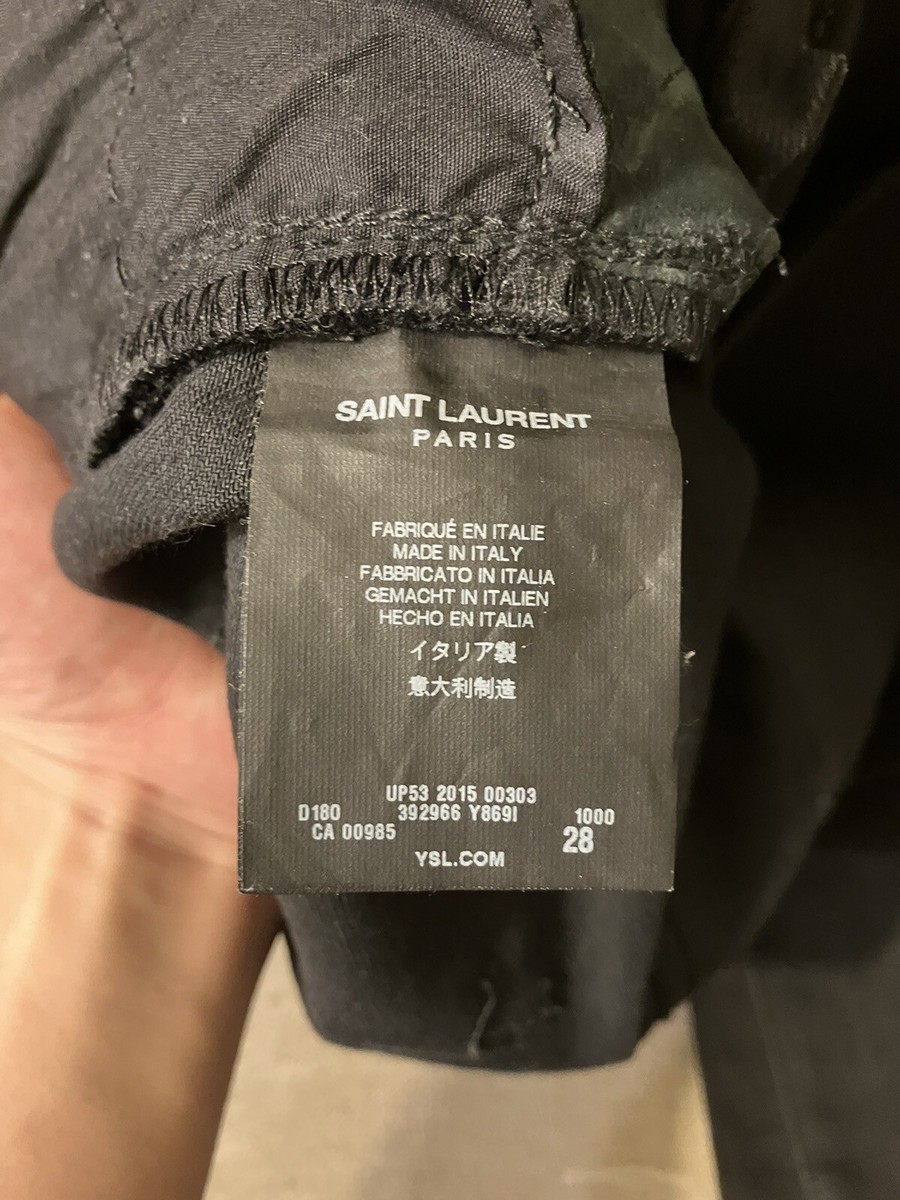 SAINT LAURENT
PARIS
FABRIQUÉ EN ITALIE
MADE IN ITALY
FABBRICATO IN ITALIA
GEMACHT IN ITALIEN
HECHO EN ITALIA
イタリア製
意大利制造
UP53 2015 00303
D180 392966 Y869I 1000
CA 00985 28
YSL.COM